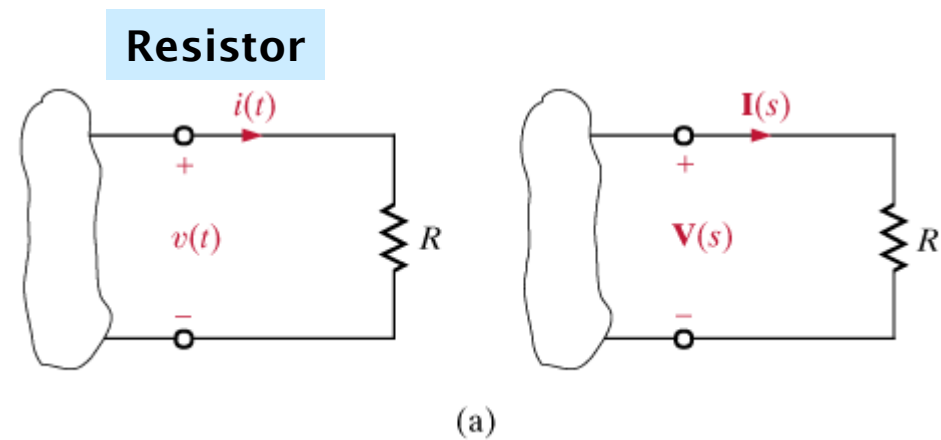 Resistor
i(t)
+
v(t)
R
−
I(s)
+
V(s)
R
−
(a)